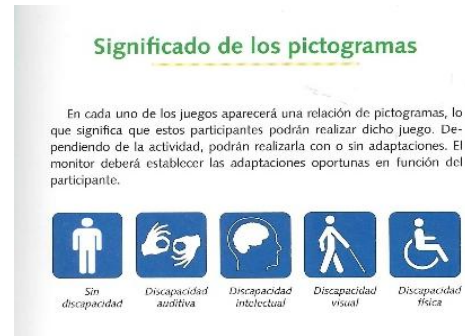 Significado de los pictogramas
En cada uno de los juegos aparecerá una relación de pictogramas, lo
que significa que estos participantes podrán realizar dicho juego. De-
pendiendo de la actividad, podrán realizarla con o sin adaptaciones. El
monitor deberá establecer las adaptaciones oportunas en función del
participante.
Sin discapacidad
Discapacidad auditiva
Discapacidad intelectual
Discapacidad visual
Discapacidad física